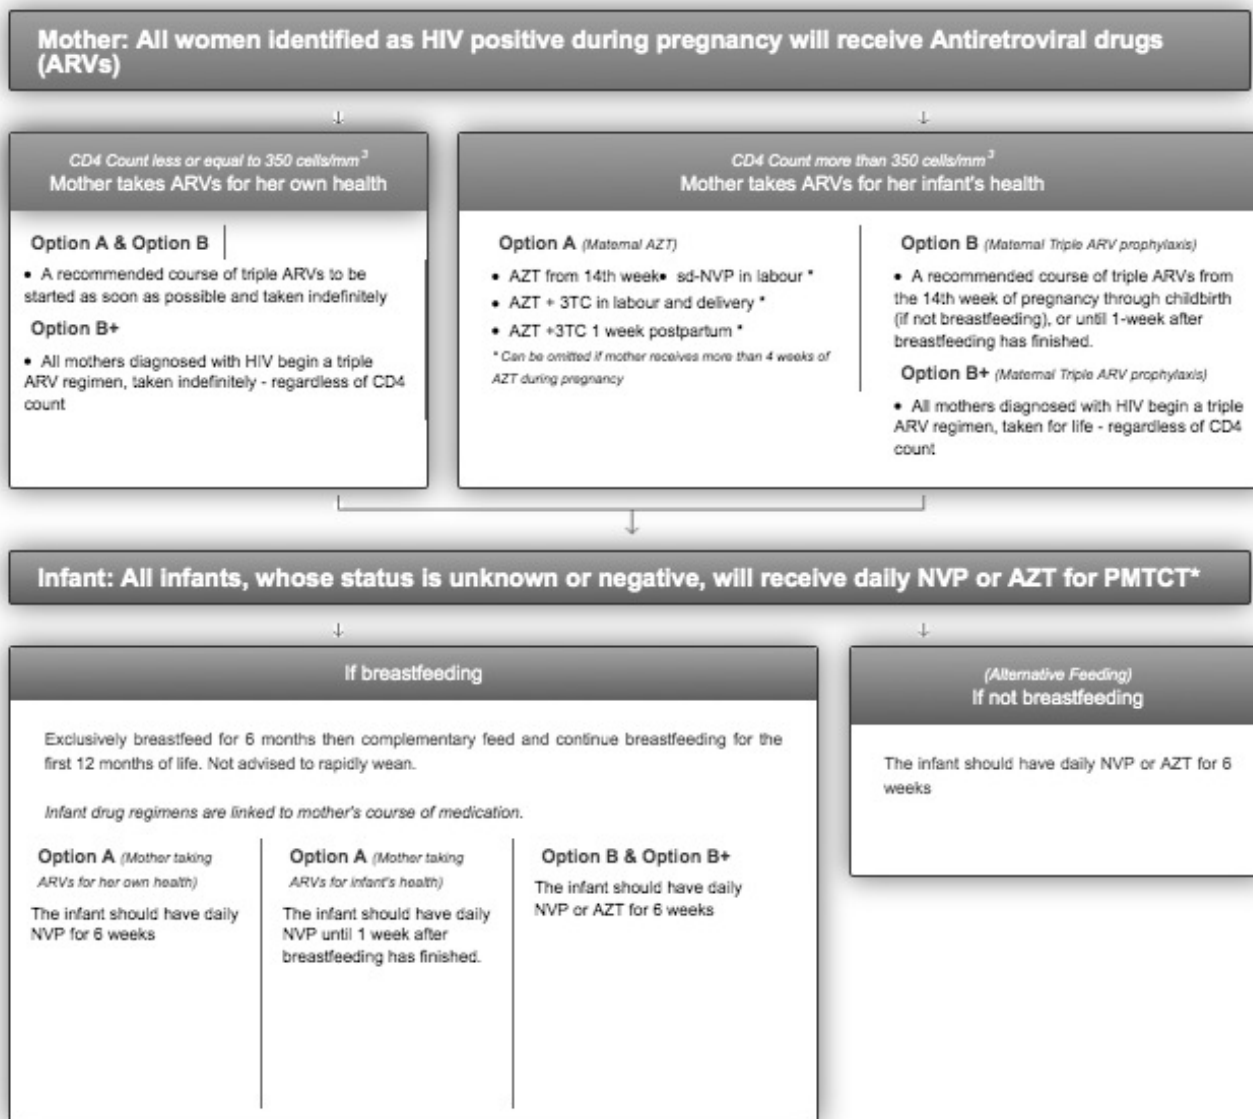 Mother: All women identified as HIV positive during pregnancy will receive Antiretroviral drugs
(ARVs)
CD4 Count less or equal to 350 cells/mm³
Mother takes ARVs for her own health
Option A & Option B
• A recommended course of triple ARVs to be
started as soon as possible and taken indefinitely
Option B+
• All mothers diagnosed with HIV begin a triple
ARV regimen, taken indefinitely - regardless of CD4
count
CD4 Count more than 350 cells/mm³
Mother takes ARVs for her infant's health
Option A (Maternal AZT)
• AZT from 14th week• sd-NVP in labour *
• AZT + 3TC in labour and delivery *
• AZT +3TC 1 week postpartum *
* Can be omitted if mother receives more than 4 weeks of
AZT during pregnancy
Option B (Maternal Triple ARV prophylaxis)
• A recommended course of triple ARVs from
the 14th week of pregnancy through childbirth
(if not breastfeeding), or until 1-week after
breastfeeding has finished.
Option B+ (Maternal Triple ARV prophylaxis)
• All mothers diagnosed with HIV begin a triple
ARV regimen, taken for life - regardless of CD4
count
Infant: All infants, whose status is unknown or negative, will receive daily NVP or AZT for PMTCT*
If breastfeeding
Exclusively breastfeed for 6 months then complementary feed and continue breastfeeding for the
first 12 months of life. Not advised to rapidly wean.
Infant drug regimens are linked to mother's course of medication.
Option A (Mother taking
ARVs for her own health)
The infant should have daily
NVP for 6 weeks
Option A (Mother taking
ARVs for infant's health)
The infant should have daily
NVP until 1 week after
breastfeeding has finished.
Option B & Option B+
The infant should have daily
NVP or AZT for 6 weeks
(Alternative Feeding)
If not breastfeeding
The infant should have daily NVP or AZT for 6
weeks